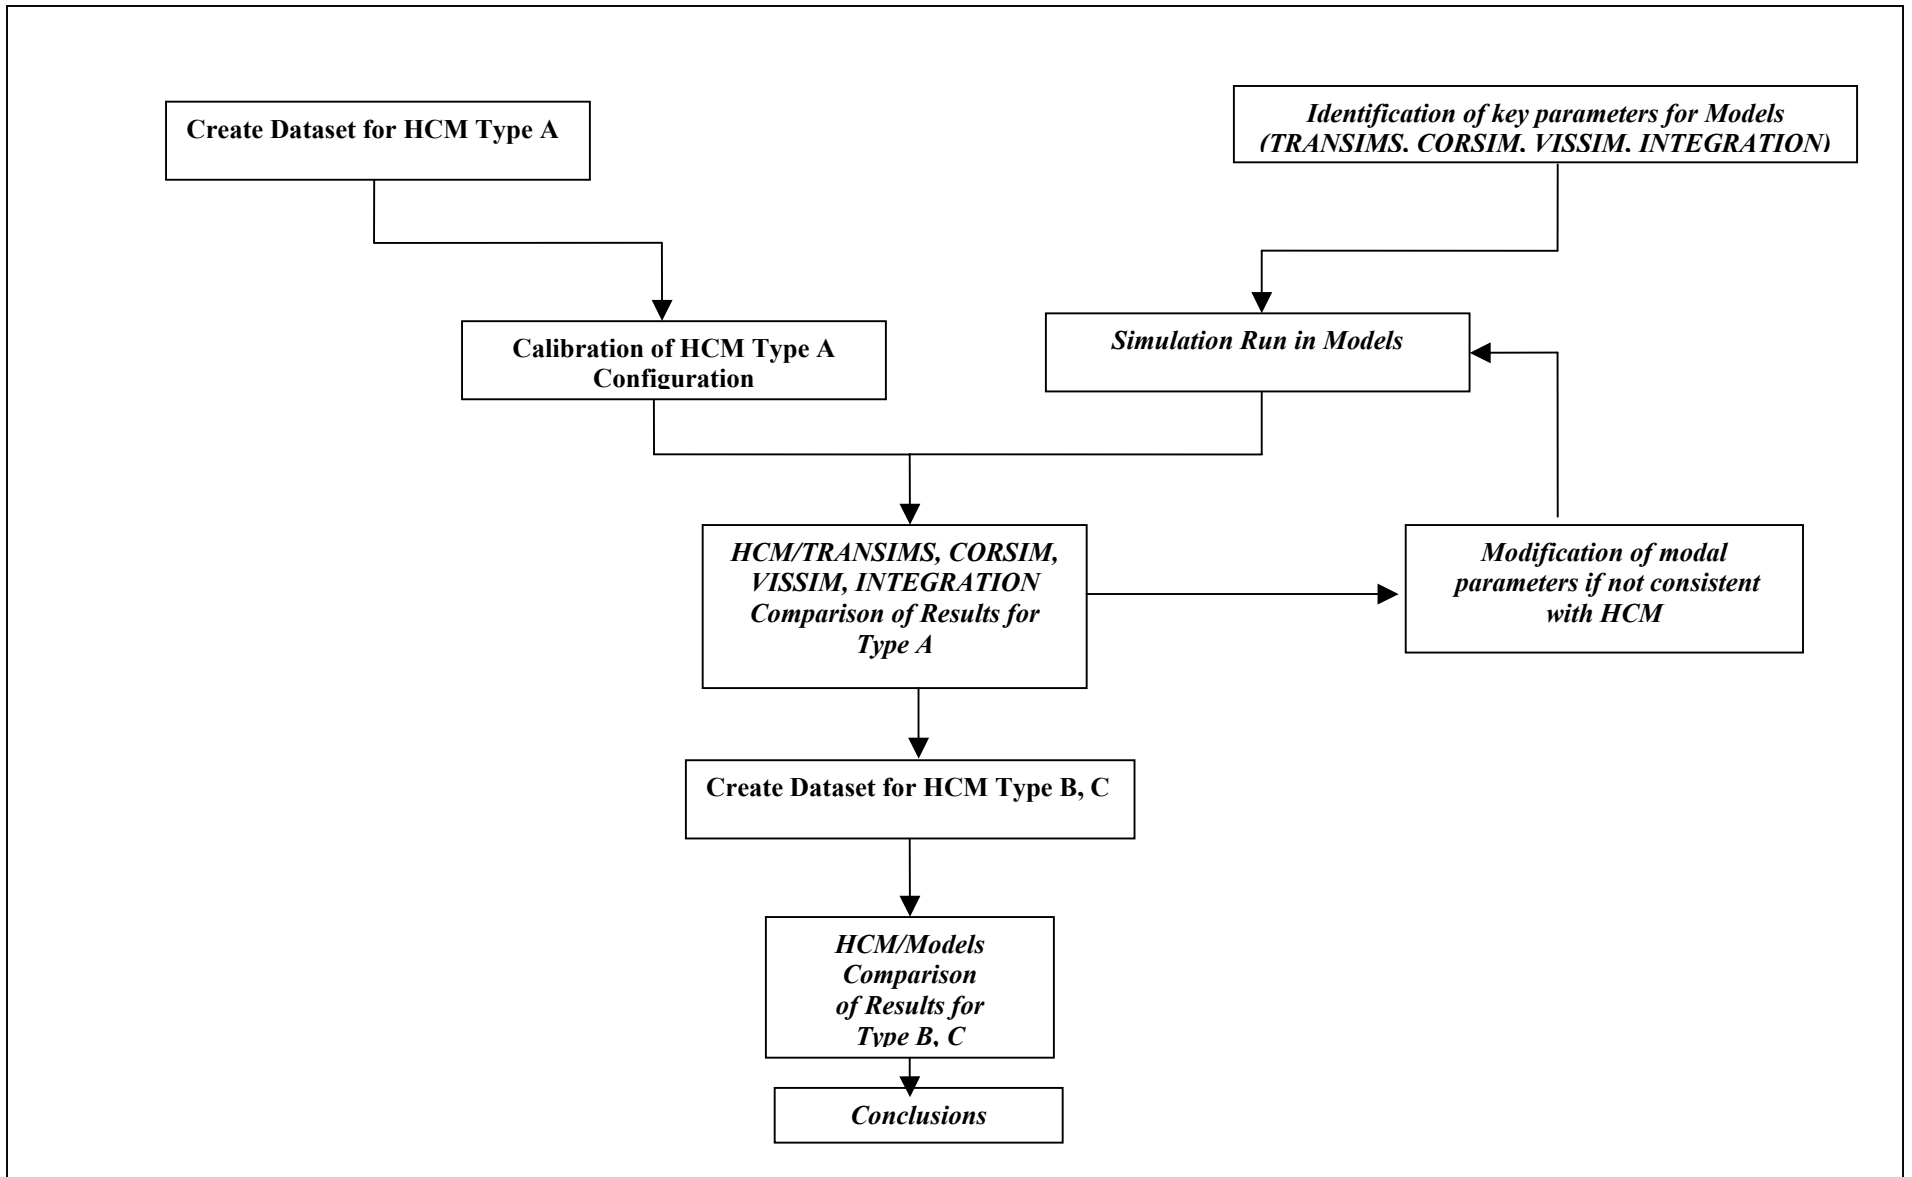 Create Dataset for HCM Type A
Identification of key parameters for Models
(TRANSIMS, CORSIM, VISSIM, INTEGRATION)
Calibration of HCM Type A
Configuration
Simulation Run in Models
HCM/TRANSIMS, CORSIM,
VISSIM, INTEGRATION
Comparison of Results for
Type A
Modification of modal
parameters if not consistent
with HCM
Create Dataset for HCM Type B, C
HCM/Models
Comparison
of Results for
Type B, C
Conclusions